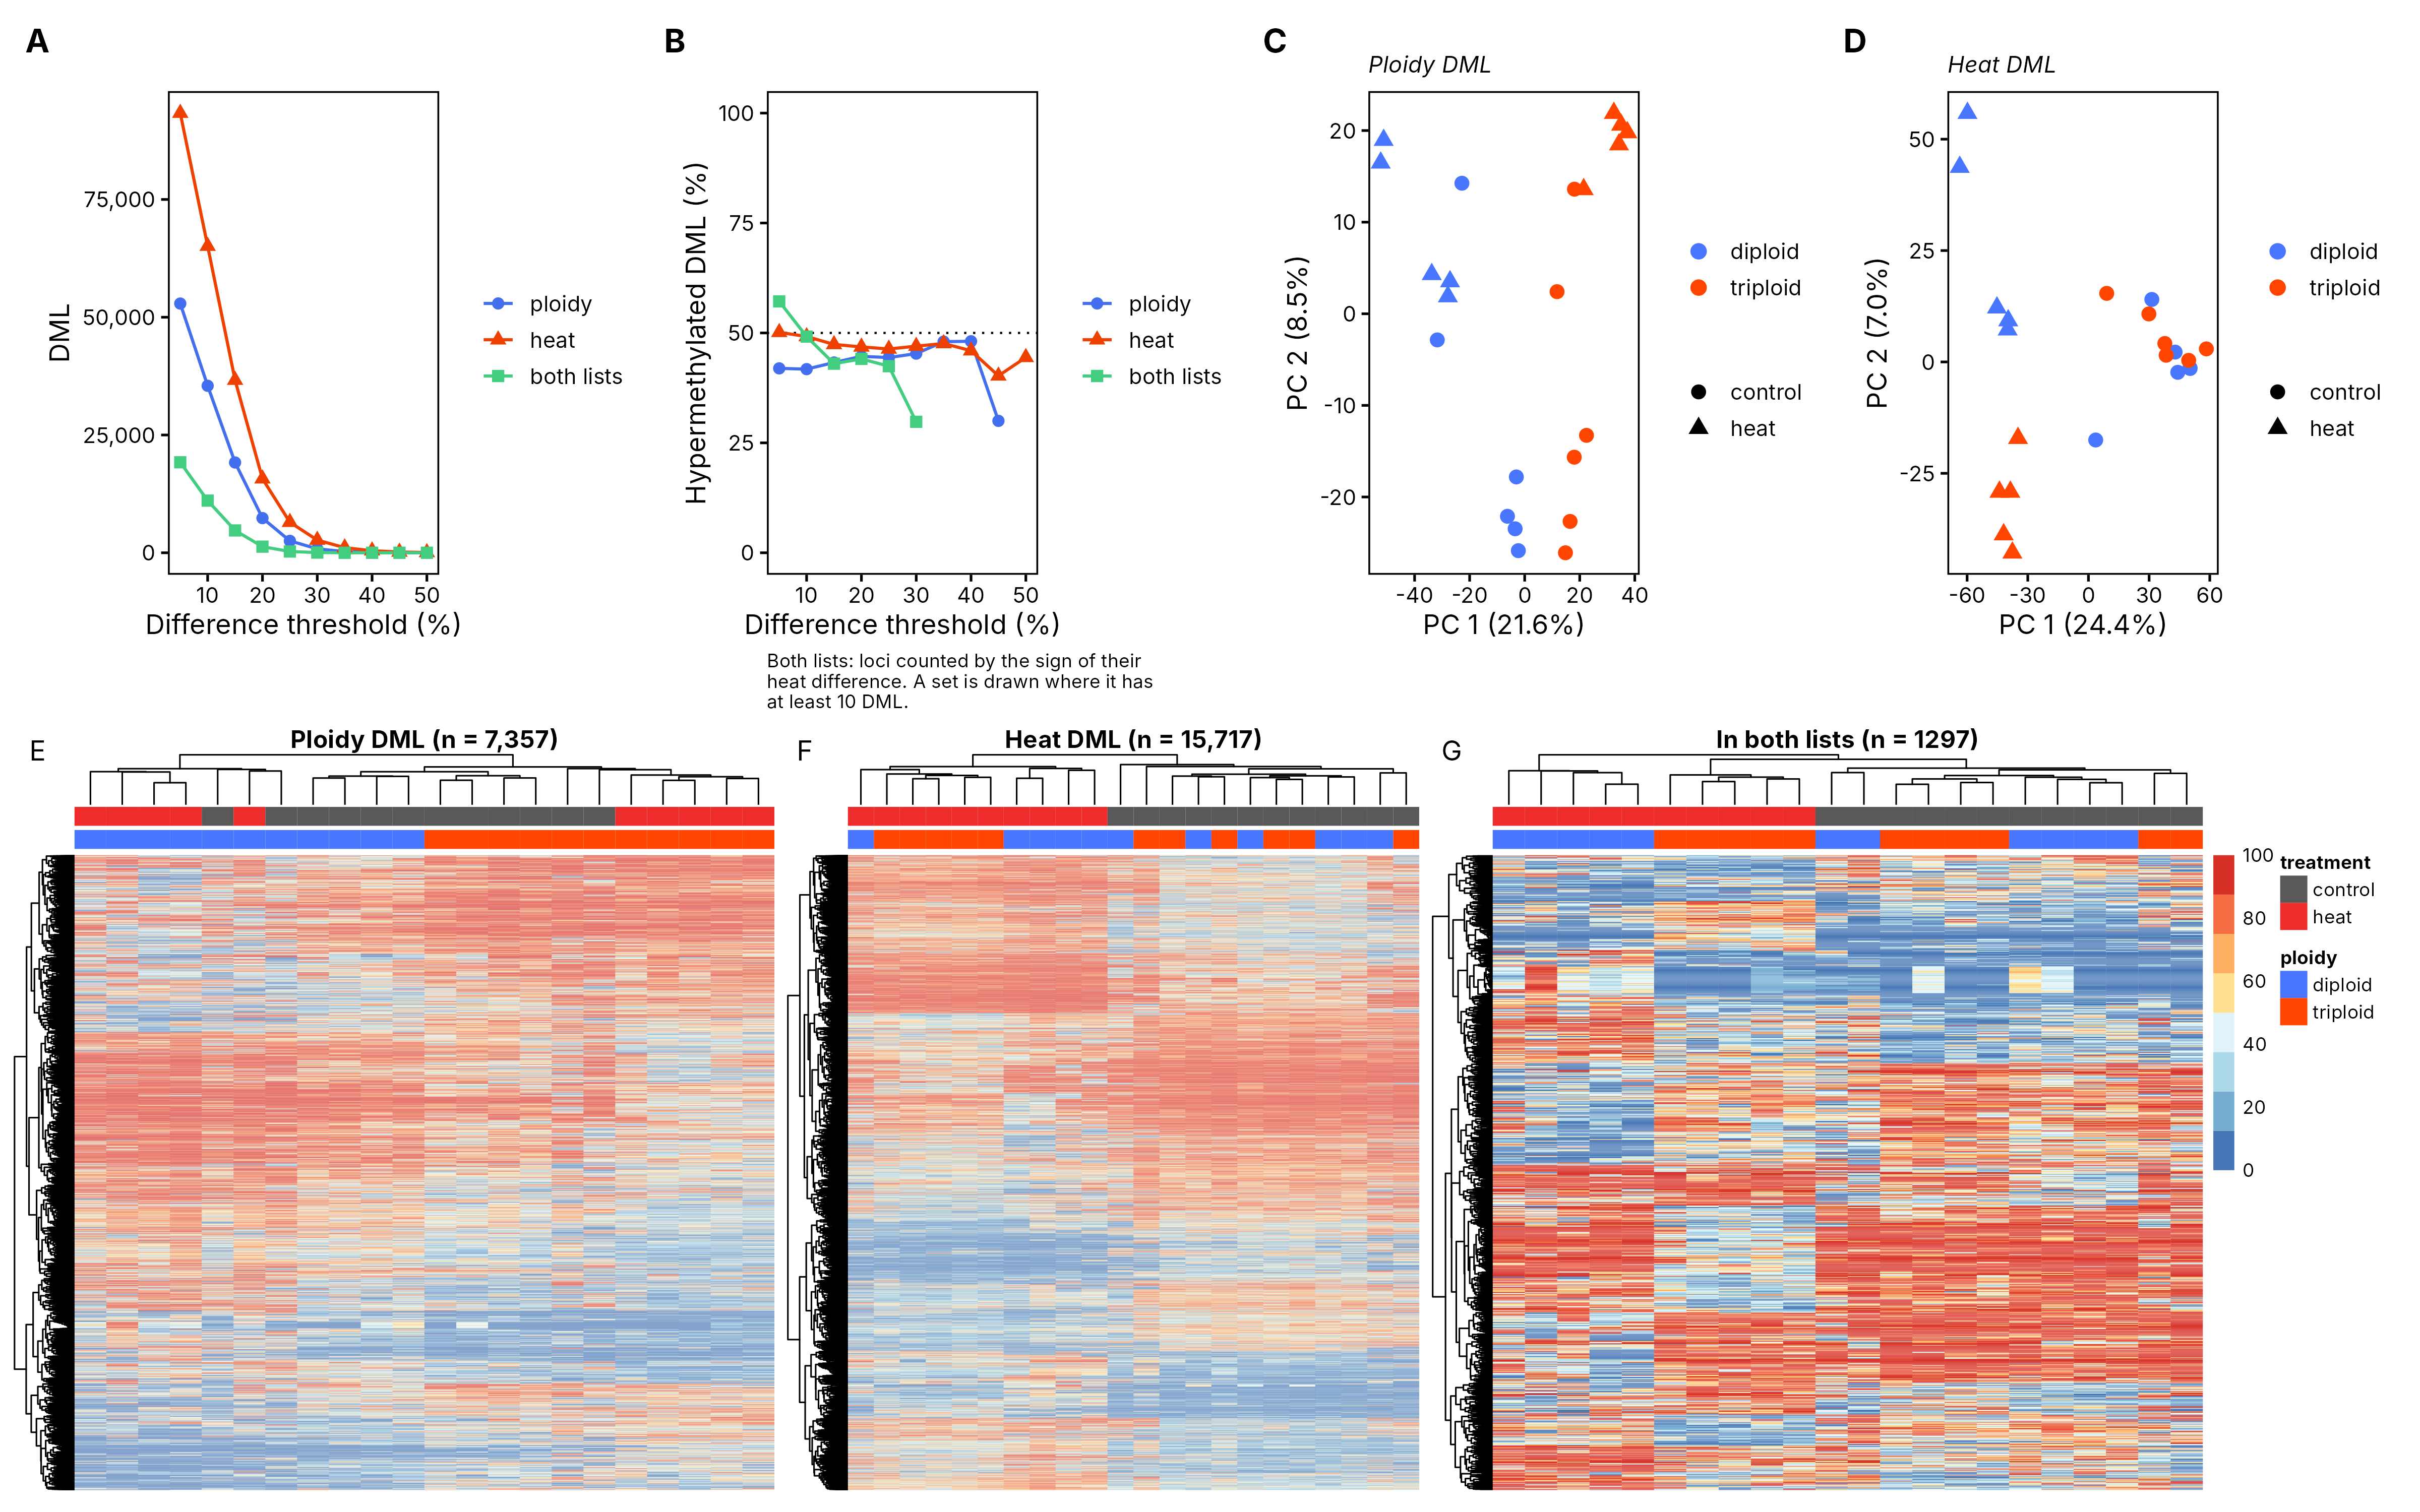 A
DML
75,000
50,000
25,000
0
10 20 30 40 50
Difference threshold (%)
ploidy
heat
both lists
B
Hypermethylated DML (%)
100
75
50
25
0
10 20 30 40 50
Difference threshold (%)
ploidy
heat
both lists
Both lists: loci counted by the sign of their
heat difference. A set is drawn where it has
at least 10 DML.
C
Ploidy DML
PC 2 (8.5%)
20
10
0
-10
-20
-40 -20 0 20 40
PC 1 (21.6%)
diploid
triploid
control
heat
D
Heat DML
PC 2 (7.0%)
50
25
0
-25
-60 -30 0 30 60
PC 1 (24.4%)
diploid
triploid
control
heat
E
Ploidy DML (n = 7,357)
F
Heat DML (n = 15,717)
G
In both lists (n = 1297)
100
80
60
40
20
0
treatment
control
heat
ploidy
diploid
triploid